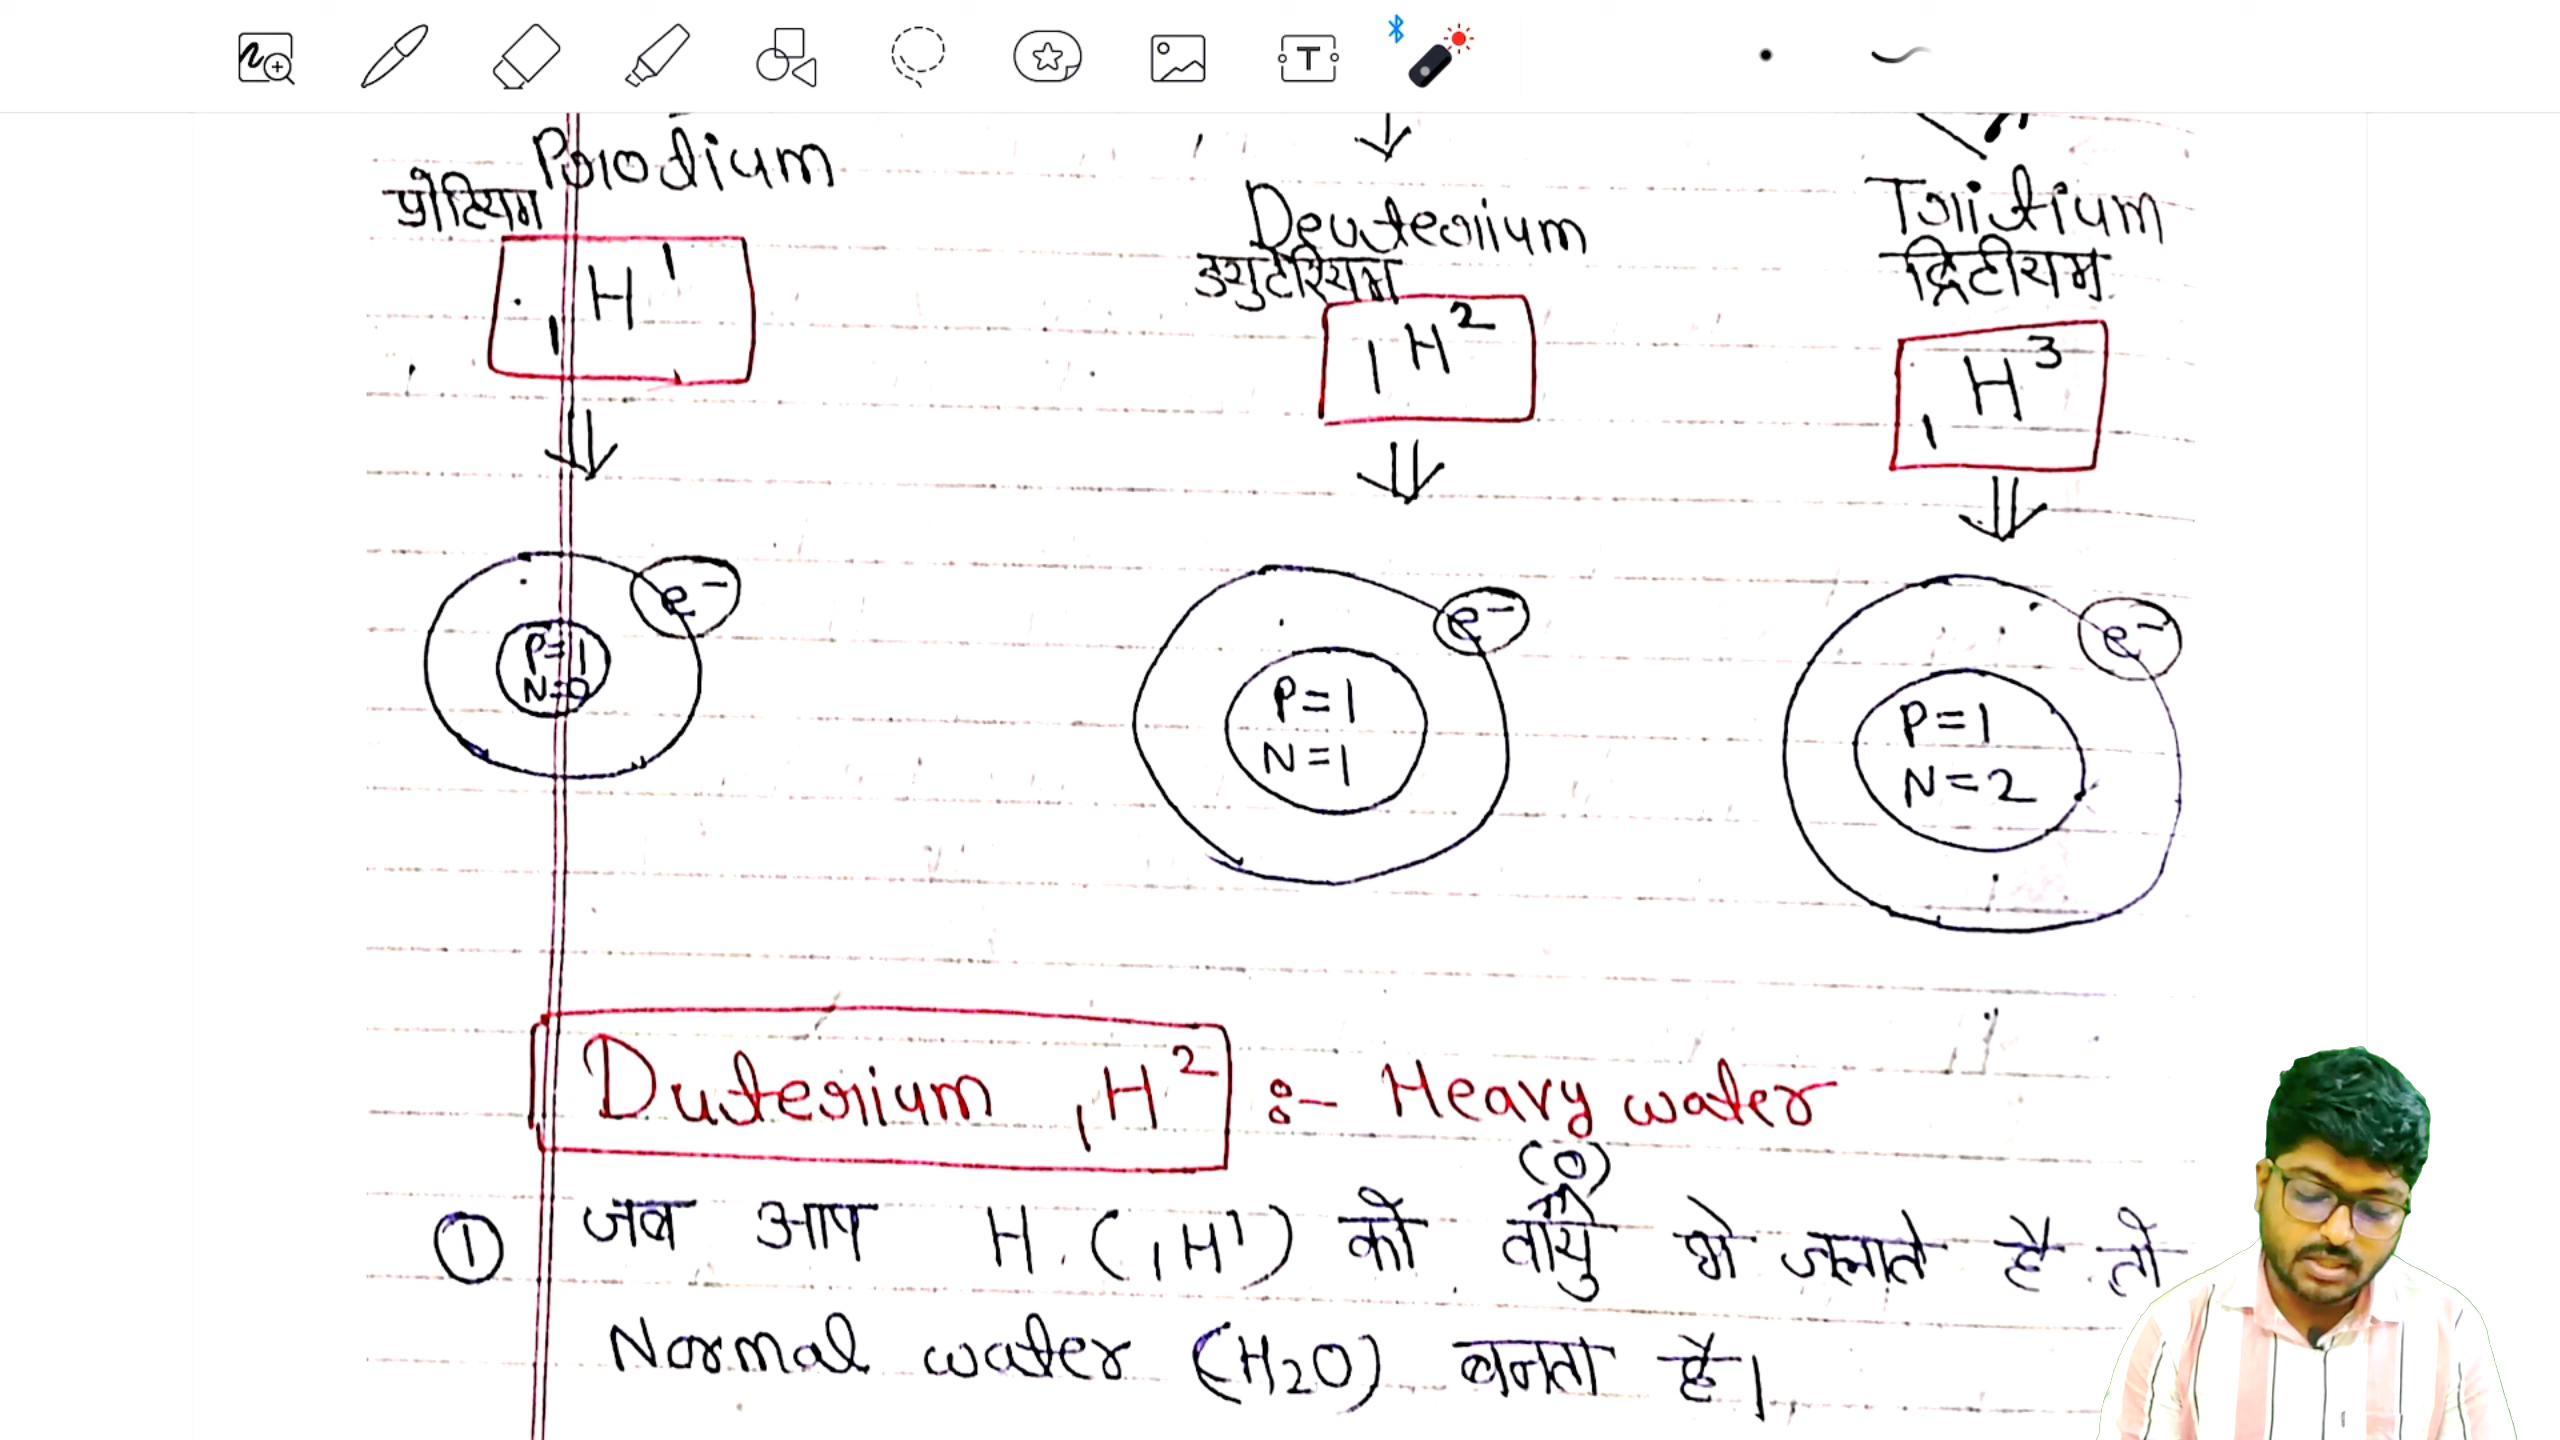 Protium
प्रोटियम
Deuterium
ड्युटेरियम
Tritium
ट्रिटीयम
₁H¹
₁H²
₁H³
e⁻
P=1
N=0
e⁻
P=1
N=1
e⁻
P=1
N=2
Duterium ₁H² :- Heavy water
(O)
① जब आप H. (₁H¹) को वायु मे जलाते है तो
Normal water (H₂O) बनता है।